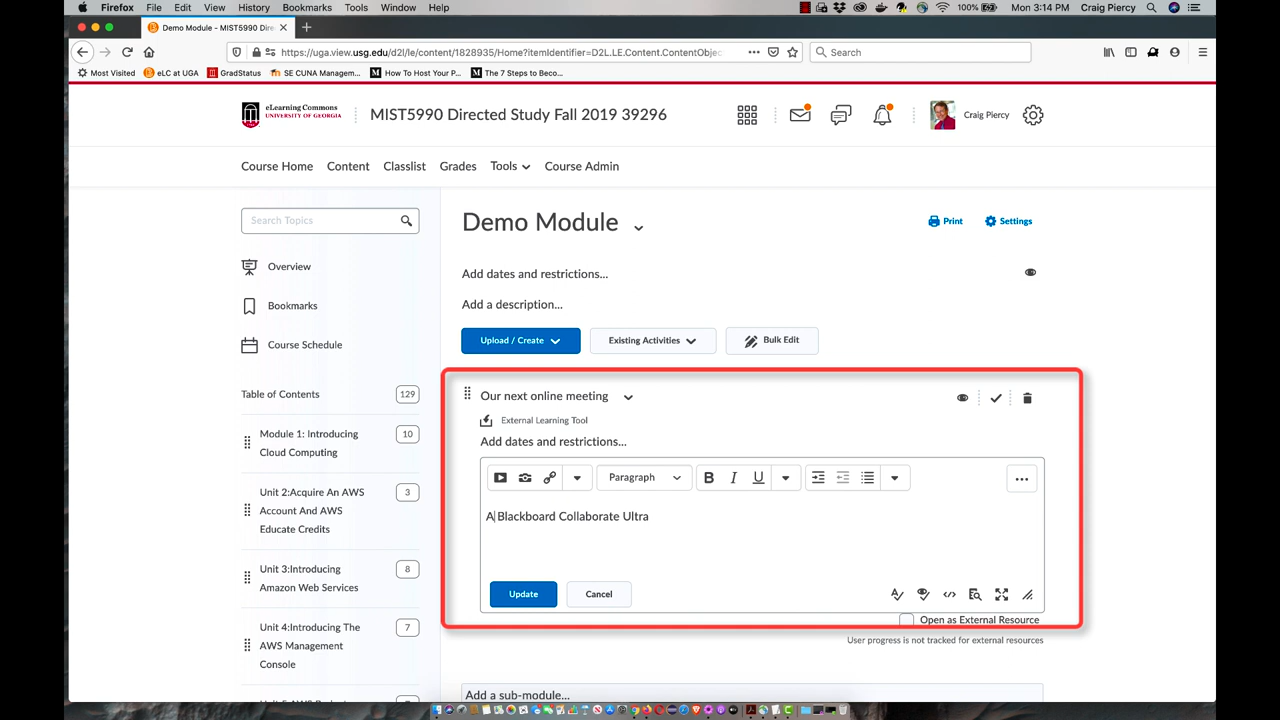 Firefox File Edit View History Bookmarks Tools Window Help 100% Mon 3:14 PM Craig Piercy
Demo Module - MIST5990 Dire
https://uga.view.usg.edu/d2l/le/content/1828935/Home?itemIdentifier=D2L.LE.Content.ContentObjec Search
Most Visited eLC at UGA GradStatus SE CUNA Managem... How To Host Your P... The 7 Steps to Beco...
eLearning Commons
UNIVERSITY OF GEORGIA
MIST5990 Directed Study Fall 2019 39296
Craig Piercy
Course Home Content Classlist Grades Tools Course Admin
Search Topics
Overview
Bookmarks
Course Schedule
Table of Contents 129
Module 1: Introducing
Cloud Computing
10
Unit 2:Acquire An AWS
Account And AWS
Educate Credits
3
Unit 3:Introducing
Amazon Web Services
8
Unit 4:Introducing The
AWS Management
Console
7
Demo Module
Print Settings
Add dates and restrictions...
Add a description...
Upload / Create Existing Activities Bulk Edit
Our next online meeting
External Learning Tool
Add dates and restrictions...
Paragraph B I U
A Blackboard Collaborate Ultra
Update Cancel
Open as External Resource
User progress is not tracked for external resources
Add a sub-module...